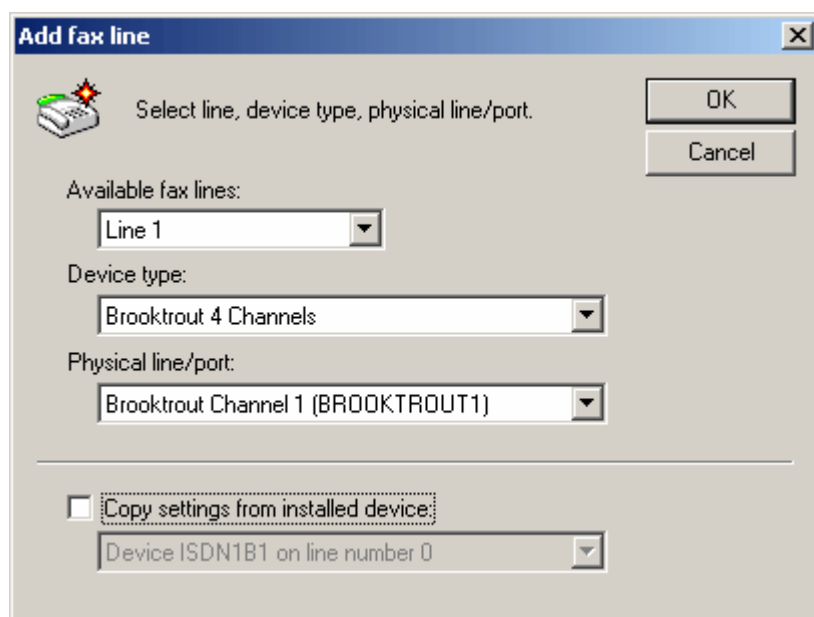 Add fax line
Select line, device type, physical line/port.
OK
Cancel
Available fax lines:
Line 1
Device type:
Brooktrout 4 Channels
Physical line/port:
Brooktrout Channel 1 (BROOKTROUT1)
Copy settings from installed device:
Device ISDN1B1 on line number 0